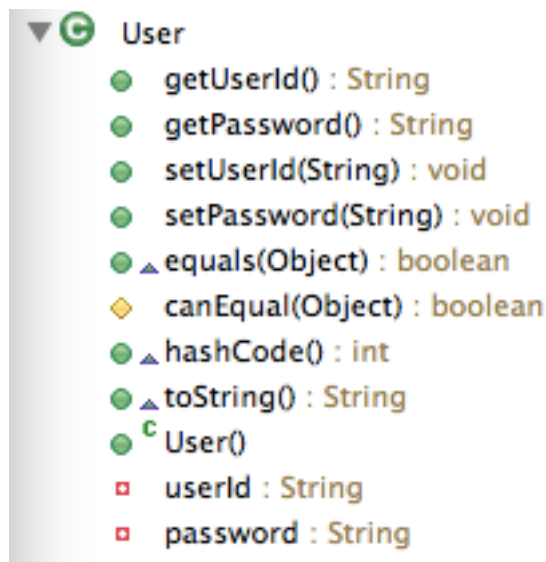 C User
getUserId() : String
getPassword() : String
setUserId(String) : void
setPassword(String) : void
equals(Object) : boolean
canEqual(Object) : boolean
hashCode() : int
toString() : String
C User()
userId : String
password : String